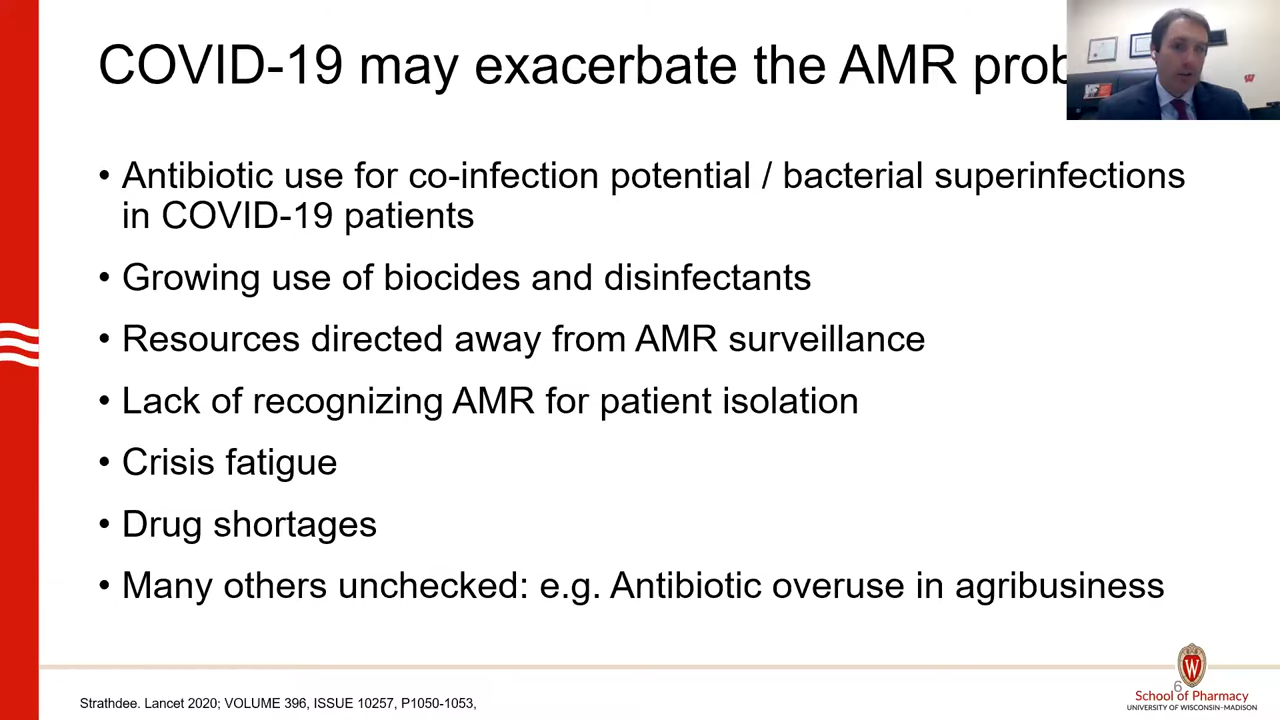 COVID-19 may exacerbate the AMR prob
• Antibiotic use for co-infection potential / bacterial superinfections
in COVID-19 patients
• Growing use of biocides and disinfectants
• Resources directed away from AMR surveillance
• Lack of recognizing AMR for patient isolation
• Crisis fatigue
• Drug shortages
• Many others unchecked: e.g. Antibiotic overuse in agribusiness
Strathdee. Lancet 2020; VOLUME 396, ISSUE 10257, P1050-1053,
W
6
School of Pharmacy
UNIVERSITY OF WISCONSIN-MADISON